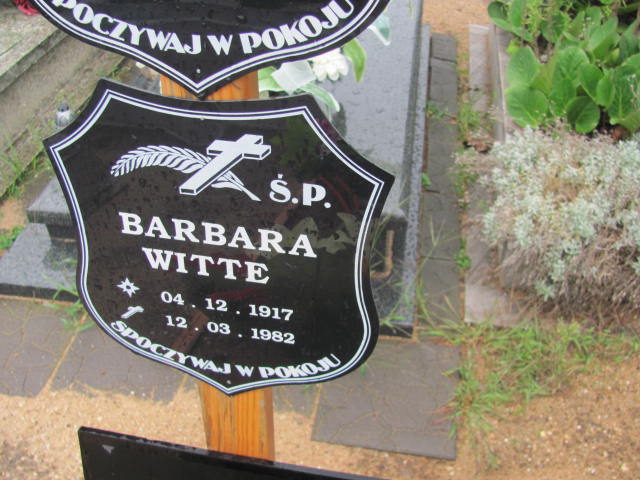 SPOCZYWAJ W POKOJU
Ś.P.
BARBARA
WITTE
04.12.1917
12.03.1982
SPOCZYWAJ W POKOJU